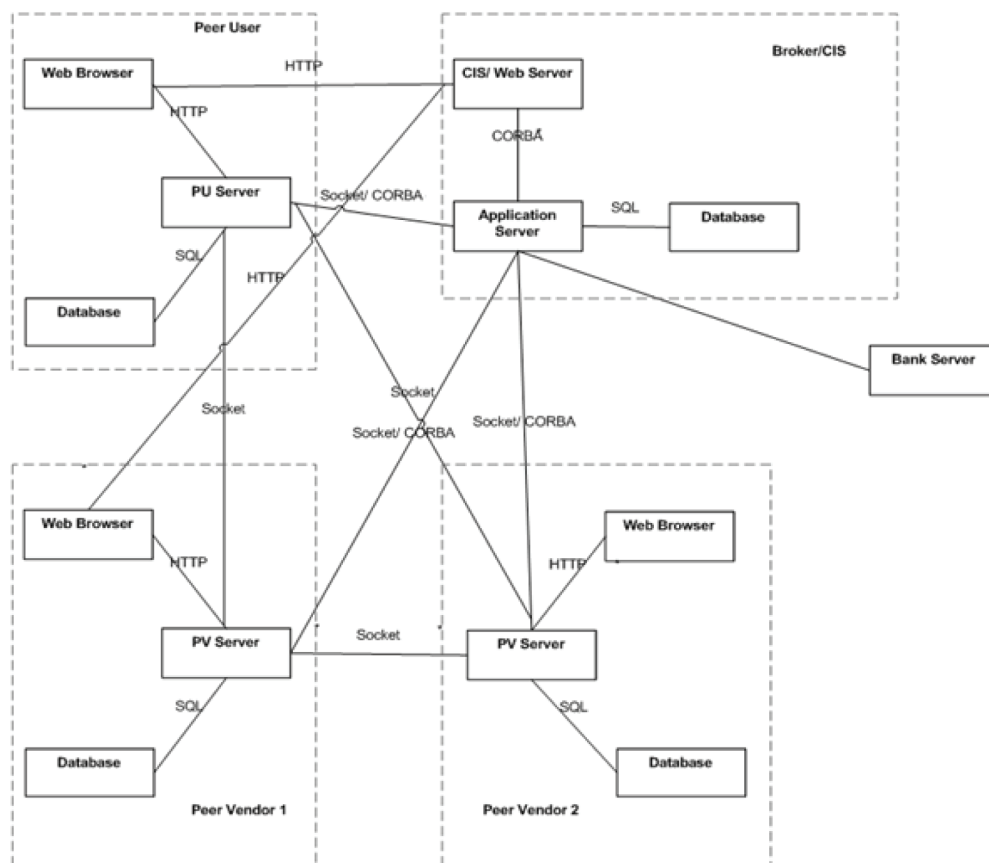 Peer User
Broker/CIS
Web Browser
HTTP
CIS/ Web Server
HTTP
CORBA
PU Server
Socket/ CORBA
Application
Server
SQL
Database
SQL
HTTP
Database
Bank Server
Socket
Socket
Socket/ CORBA
Socket/ CORBA
Web Browser
Web Browser
HTTP
HTTP
PV Server
Socket
PV Server
SQL
SQL
Database
Database
Peer Vendor 1
Peer Vendor 2